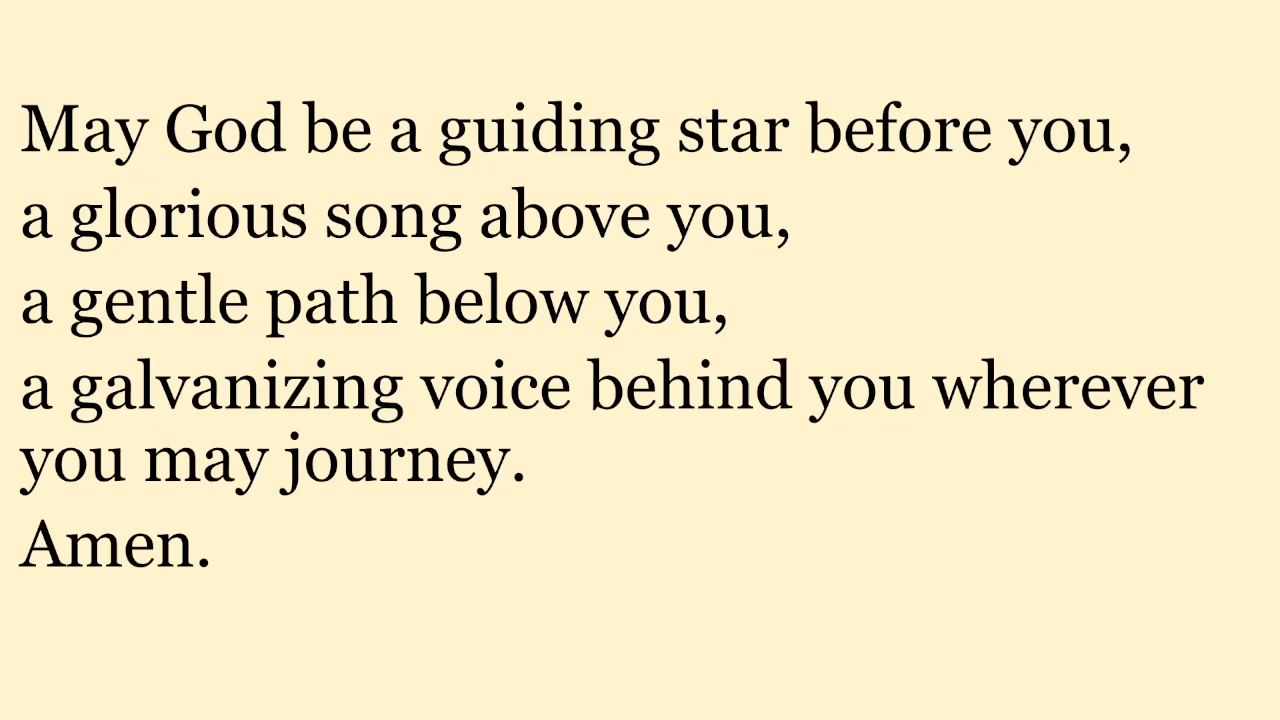 May God be a guiding star before you,
a glorious song above you,
a gentle path below you,
a galvanizing voice behind you wherever
you may journey.
Amen.